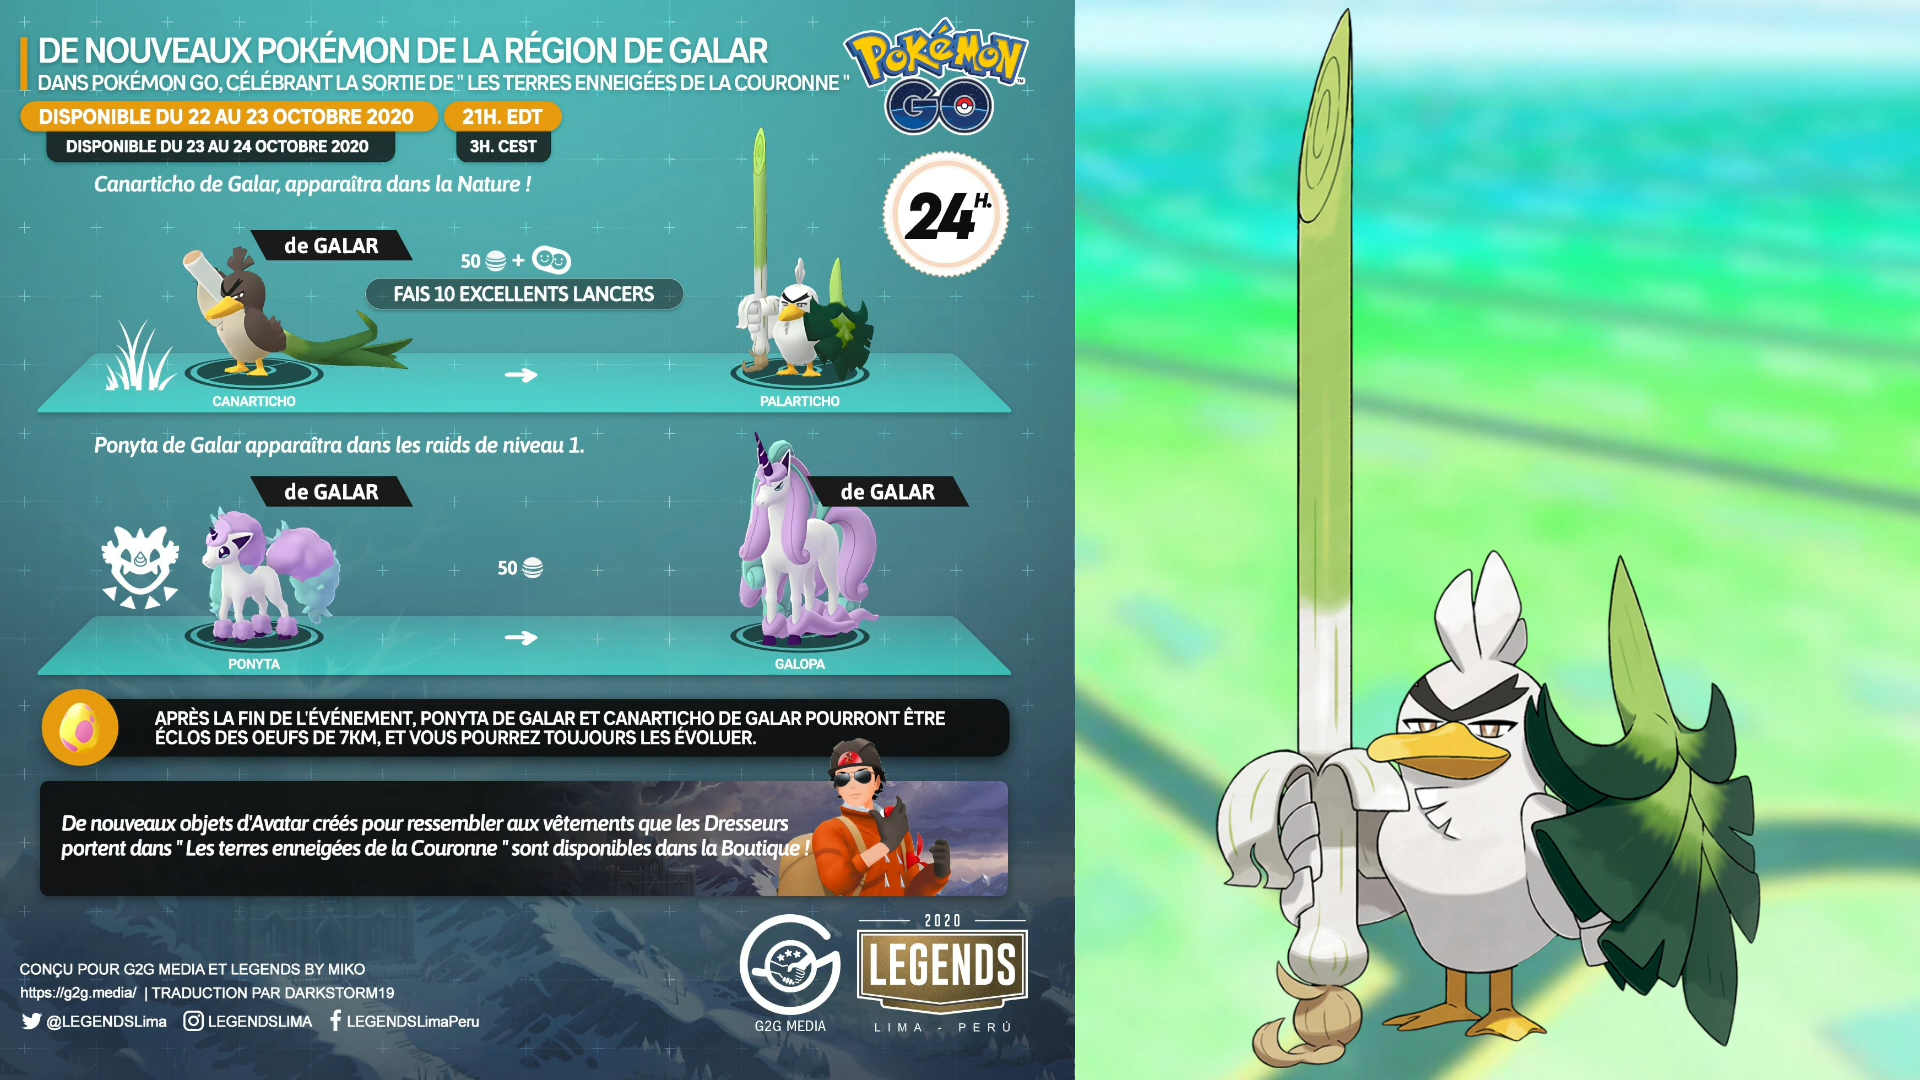 DE NOUVEAUX POKÉMON DE LA RÉGION DE GALAR
DANS POKÉMON GO, CÉLÉBRANT LA SORTIE DE " LES TERRES ENNEIGÉES DE LA COURONNE "
POKÉMON
GO
DISPONIBLE DU 22 AU 23 OCTOBRE 2020
21H. EDT
DISPONIBLE DU 23 AU 24 OCTOBRE 2020
3H. CEST
Canarticho de Galar, apparaîtra dans la Nature !
24H.
de GALAR
50 +
FAIS 10 EXCELLENTS LANCERS
CANARTICHO
PALARTICHO
Ponyta de Galar apparaîtra dans les raids de niveau 1.
de GALAR
de GALAR
50
PONYTA
GALOPA
APRÈS LA FIN DE L'ÉVÉNEMENT, PONYTA DE GALAR ET CANARTICHO DE GALAR POURRONT ÊTRE
ÉCLOS DES OEUFS DE 7KM, ET VOUS POURREZ TOUJOURS LES ÉVOLUER.
De nouveaux objets d'Avatar créés pour ressembler aux vêtements que les Dresseurs
portent dans " Les terres enneigées de la Couronne " sont disponibles dans la Boutique !
CONÇU POUR G2G MEDIA ET LEGENDS BY MIKO
https://g2g.media/ | TRADUCTION PAR DARKSTORM19
@LEGENDSLima LEGENDSLIMA LEGENDSLimaPeru
G2G MEDIA
2020
LEGENDS
LIMA - PERÚ